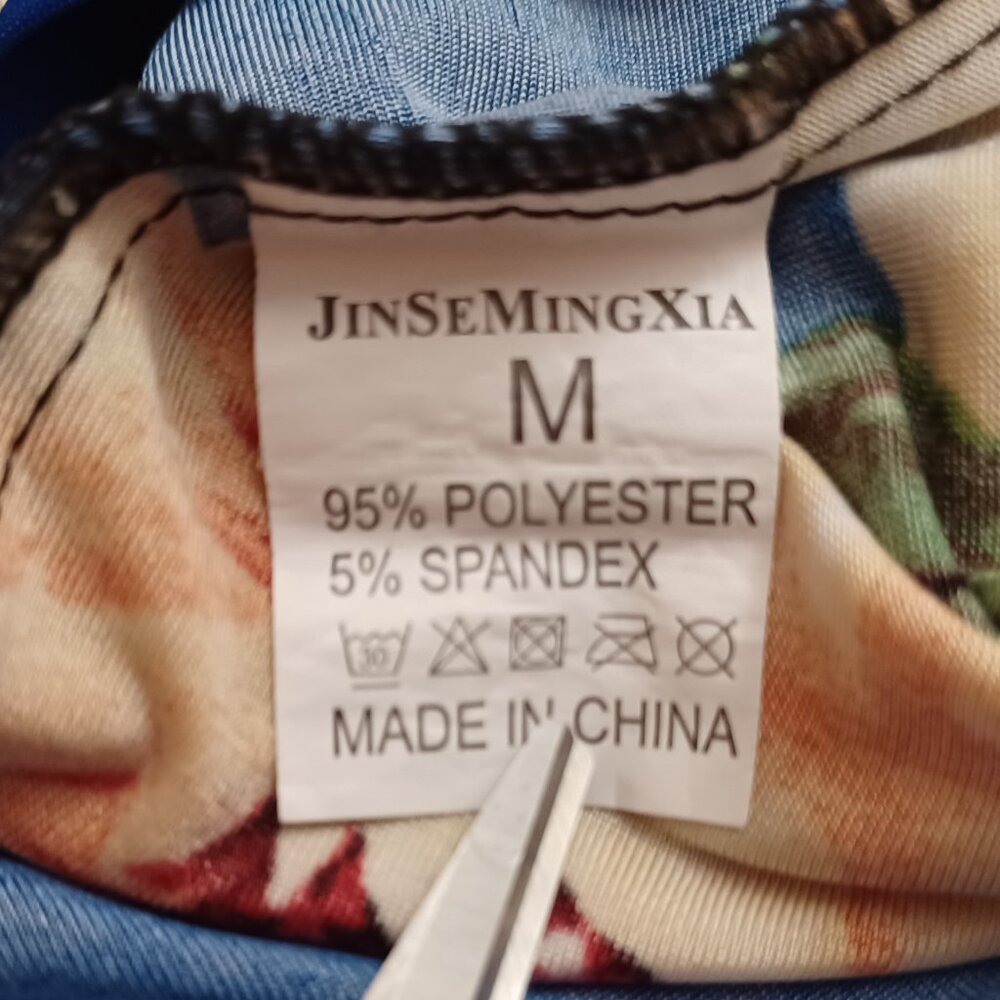 JINSEMINGXIA
M
95% POLYESTER
5% SPANDEX
30
MADE IN CHINA